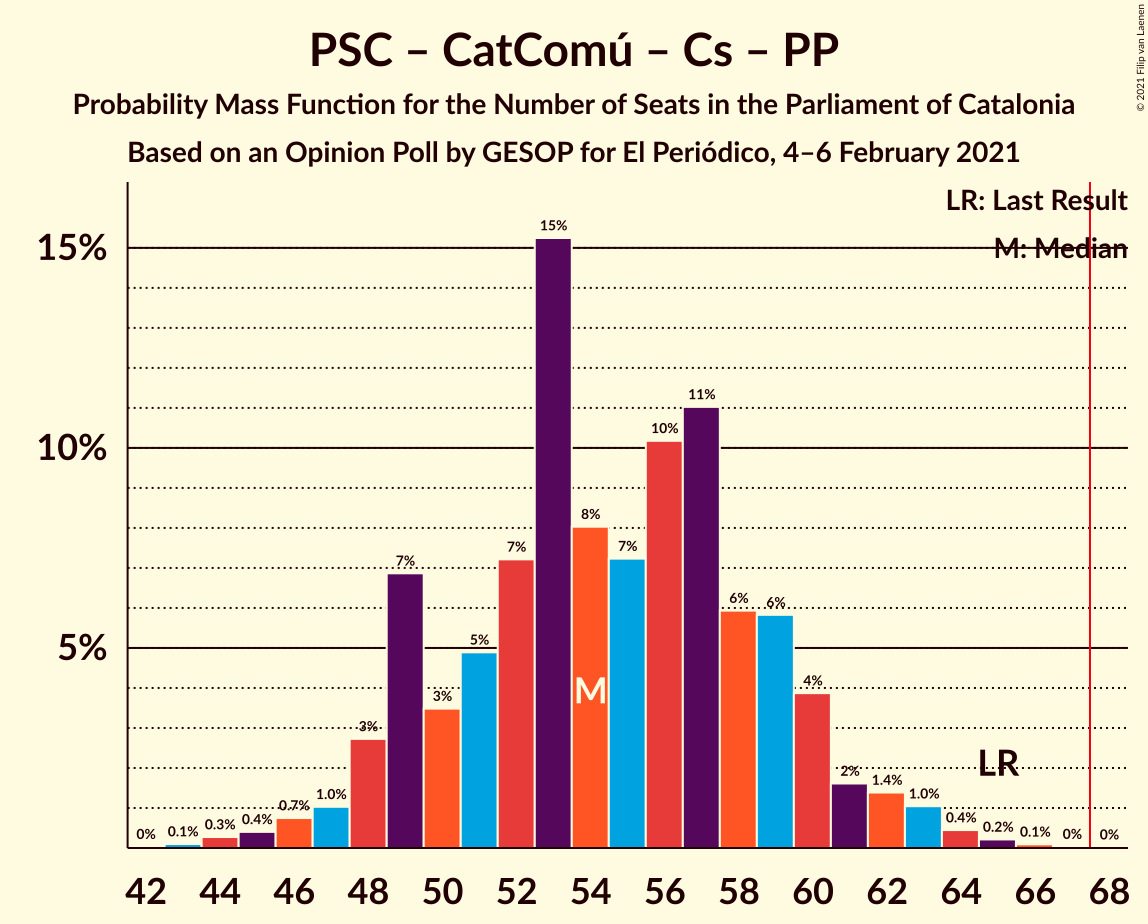 PSC – CatComú – Cs – PP
Probability Mass Function for the Number of Seats in the Parliament of Catalonia
Based on an Opinion Poll by GESOP for El Periódico, 4–6 February 2021
© 2021 Filip van Laenen
LR: Last Result
M: Median
15%
10%
5%
0% 0.1% 0.3% 0.4% 0.7% 1.0% 3% 7% 3% 5% 7% 15% 8% 7% 10% 11% 6% 6% 4% 2% 1.4% 1.0% 0.4% 0.2% 0.1% 0% 0%
M
LR
42 44 46 48 50 52 54 56 58 60 62 64 66 68